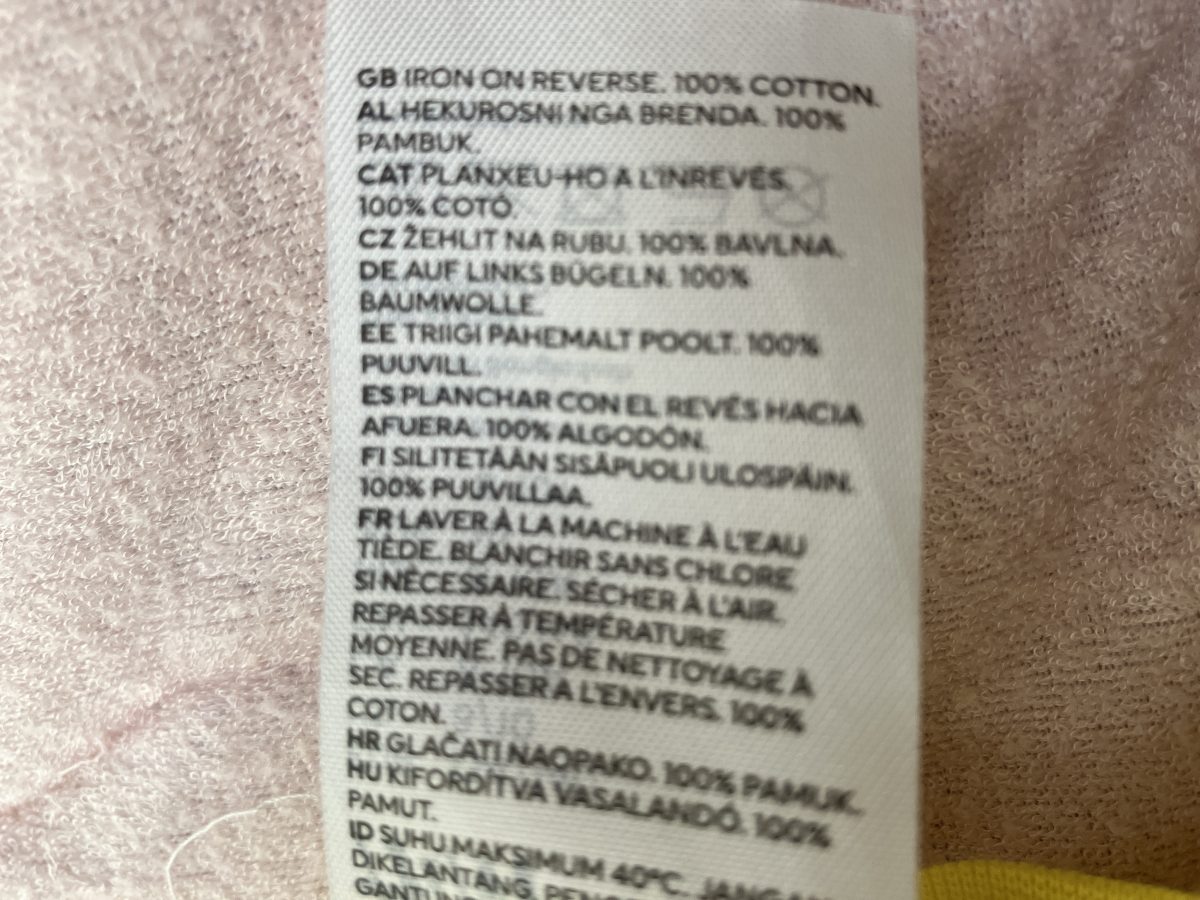 GB IRON ON REVERSE. 100% COTTON.
AL HEKUROSNI NGA BRENDA. 100%
PAMBUK.
CAT PLANXEU-HO A L'INREVÉS.
100% COTÓ.
CZ ŽEHLIT NA RUBU. 100% BAVLNA.
DE AUF LINKS BÜGELN. 100%
BAUMWOLLE.
EE TRIIGI PAHEMALT POOLT. 100%
PUUVILL.
ES PLANCHAR CON EL REVÉS HACIA
AFUERA. 100% ALGODÓN.
FI SILITETÄÄN SISÄPUOLI ULOSPÄIN.
100% PUUVILLAA.
FR LAVER À LA MACHINE À L'EAU
TIÈDE. BLANCHIR SANS CHLORE
SI NÉCESSAIRE. SÉCHER À L'AIR.
REPASSER À TEMPÉRATURE
MOYENNE. PAS DE NETTOYAGE À
SEC. REPASSER A L'ENVERS. 100%
COTON.
HR GLAČATI NAOPAKO. 100% PAMUK.
HU KIFORDÍTVA VASALANDÓ. 100%
PAMUT.
ID SUHU MAKSIMUM 40°C.
DIKELANTANG.